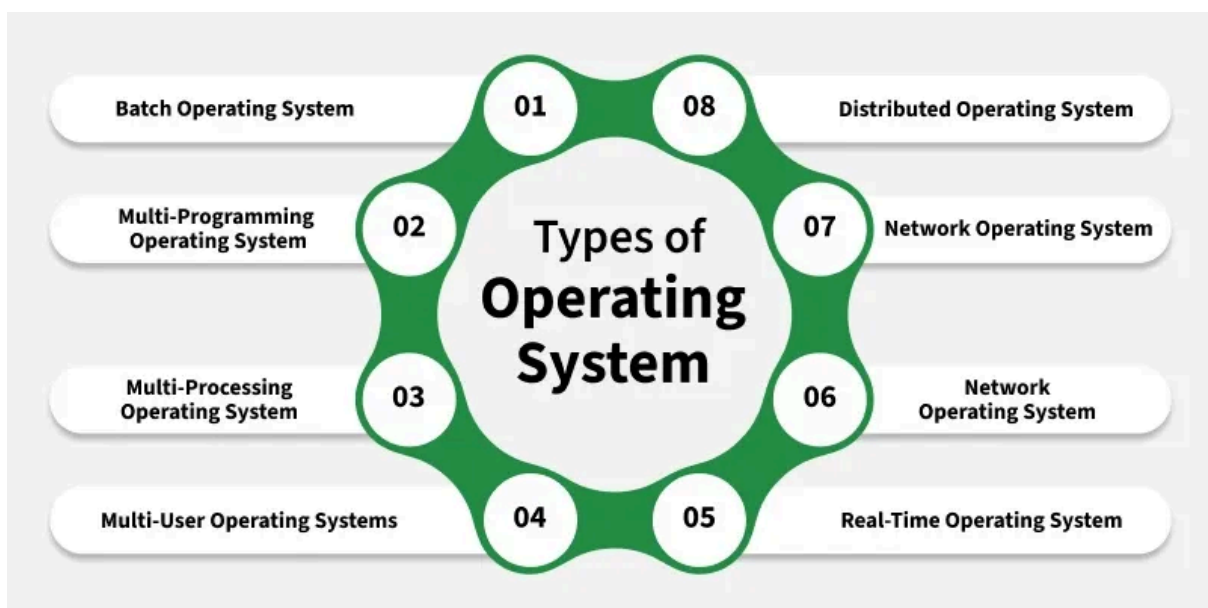 Types of
Operating
System
01
Batch Operating System
02
Multi-Programming
Operating System
03
Multi-Processing
Operating System
04
Multi-User Operating Systems
05
Real-Time Operating System
06
Network
Operating System
07
Network Operating System
08
Distributed Operating System